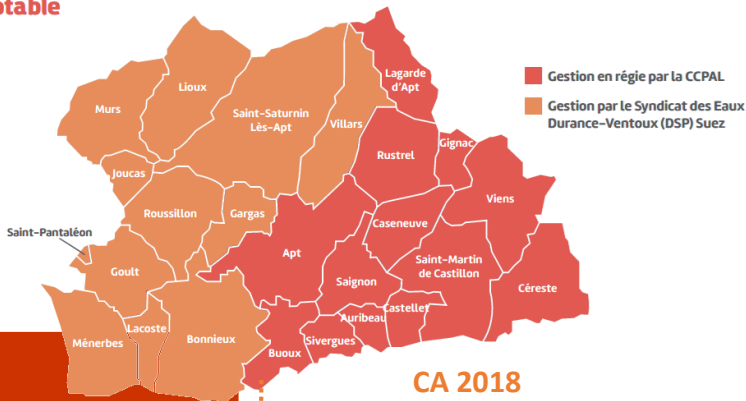 otable
Gestion en régie par la CCPAL
Gestion par le Syndicat des Eaux
Durance-Ventoux (DSP) Suez
Lagarde
d'Apt
Lioux
Murs
Saint-Saturnin
Lès-Apt
Villars
Rustrel
Gignac
Joucas
Viens
Roussillon
Gargas
Caseneuve
Saint-Pantaléon
Apt
Goult
Saignon
Saint-Martin
de Castillon
Céreste
Auribeau
Castellet
Ménerbes
Lacoste
Bonnieux
Buoux
Sivergues
CA 2018